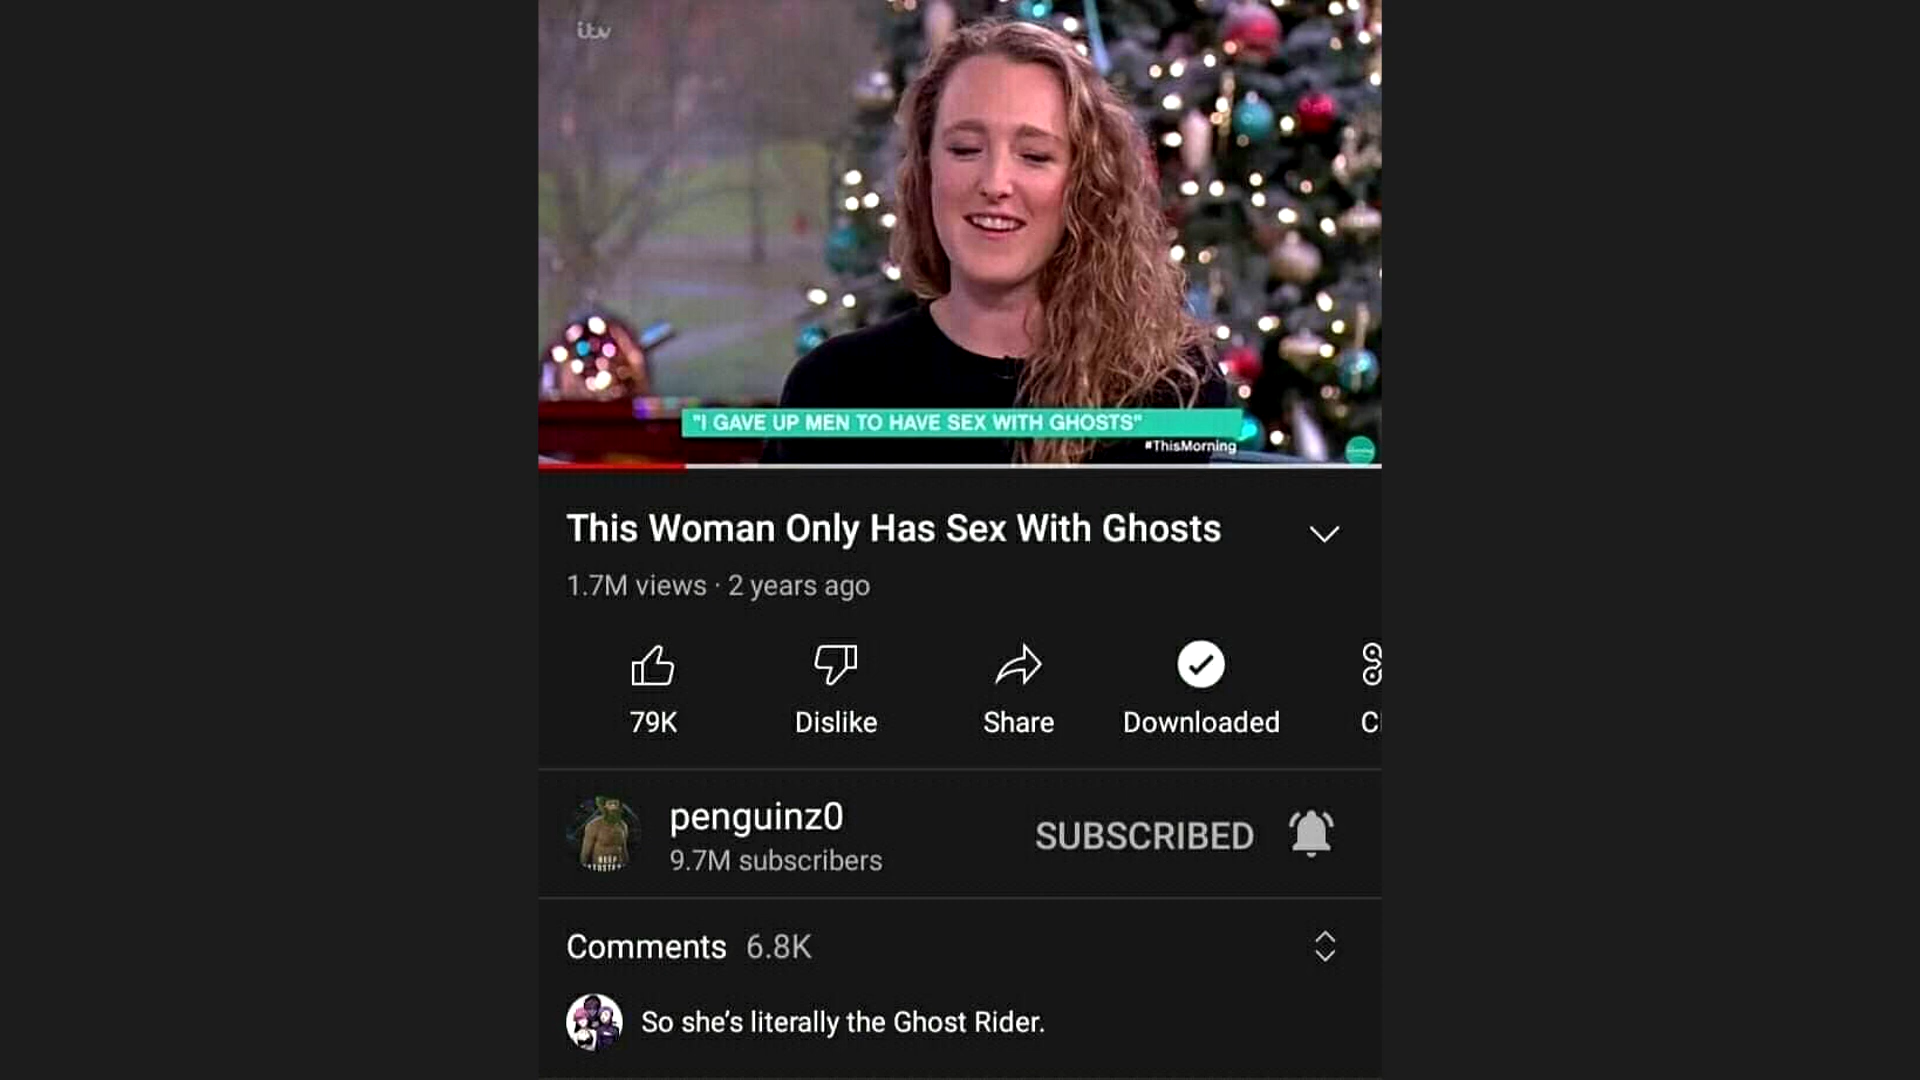 itv
"I GAVE UP MEN TO HAVE SEX WITH GHOSTS"
#ThisMorning
This Woman Only Has Sex With Ghosts
1.7M views · 2 years ago
79K
Dislike
Share
Downloaded
penguinz0
9.7M subscribers
SUBSCRIBED
Comments 6.8K
So she's literally the Ghost Rider.